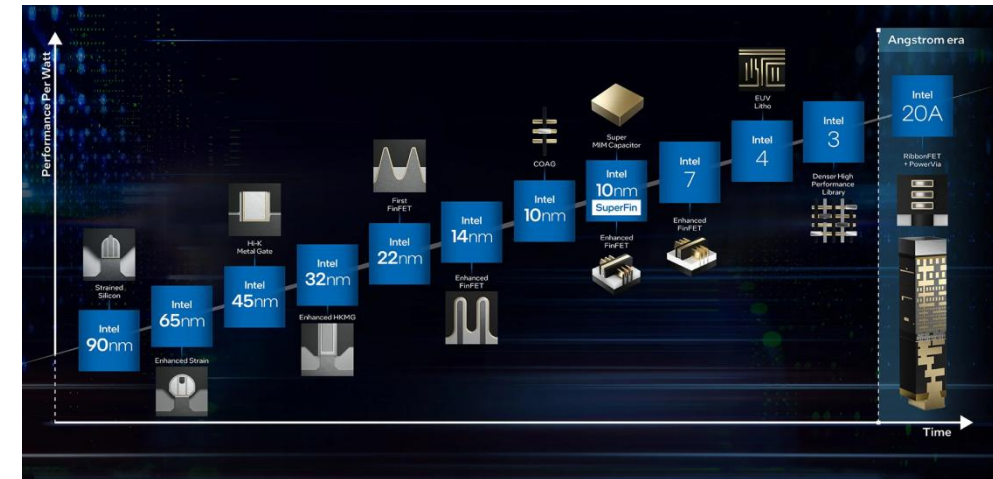 Performance Per Watt
Strained
Silicon
Intel
90nm
Intel
65nm
Enhanced Strain
Hi-K
Metal Gate
Intel
45nm
Intel
32nm
Enhanced HKMG
First
FinFET
Intel
22nm
Intel
14nm
Enhanced
FinFET
COAG
Intel
10nm
Super
MIM Capacitor
Intel
10nm
SuperFin
Enhanced
FinFET
Intel
7
Enhanced
FinFET
EUV
Litho
Intel
4
Intel
3
Denser High
Performance
Library
Angstrom era
Intel
20A
RibbonFET
+ PowerVia
Time